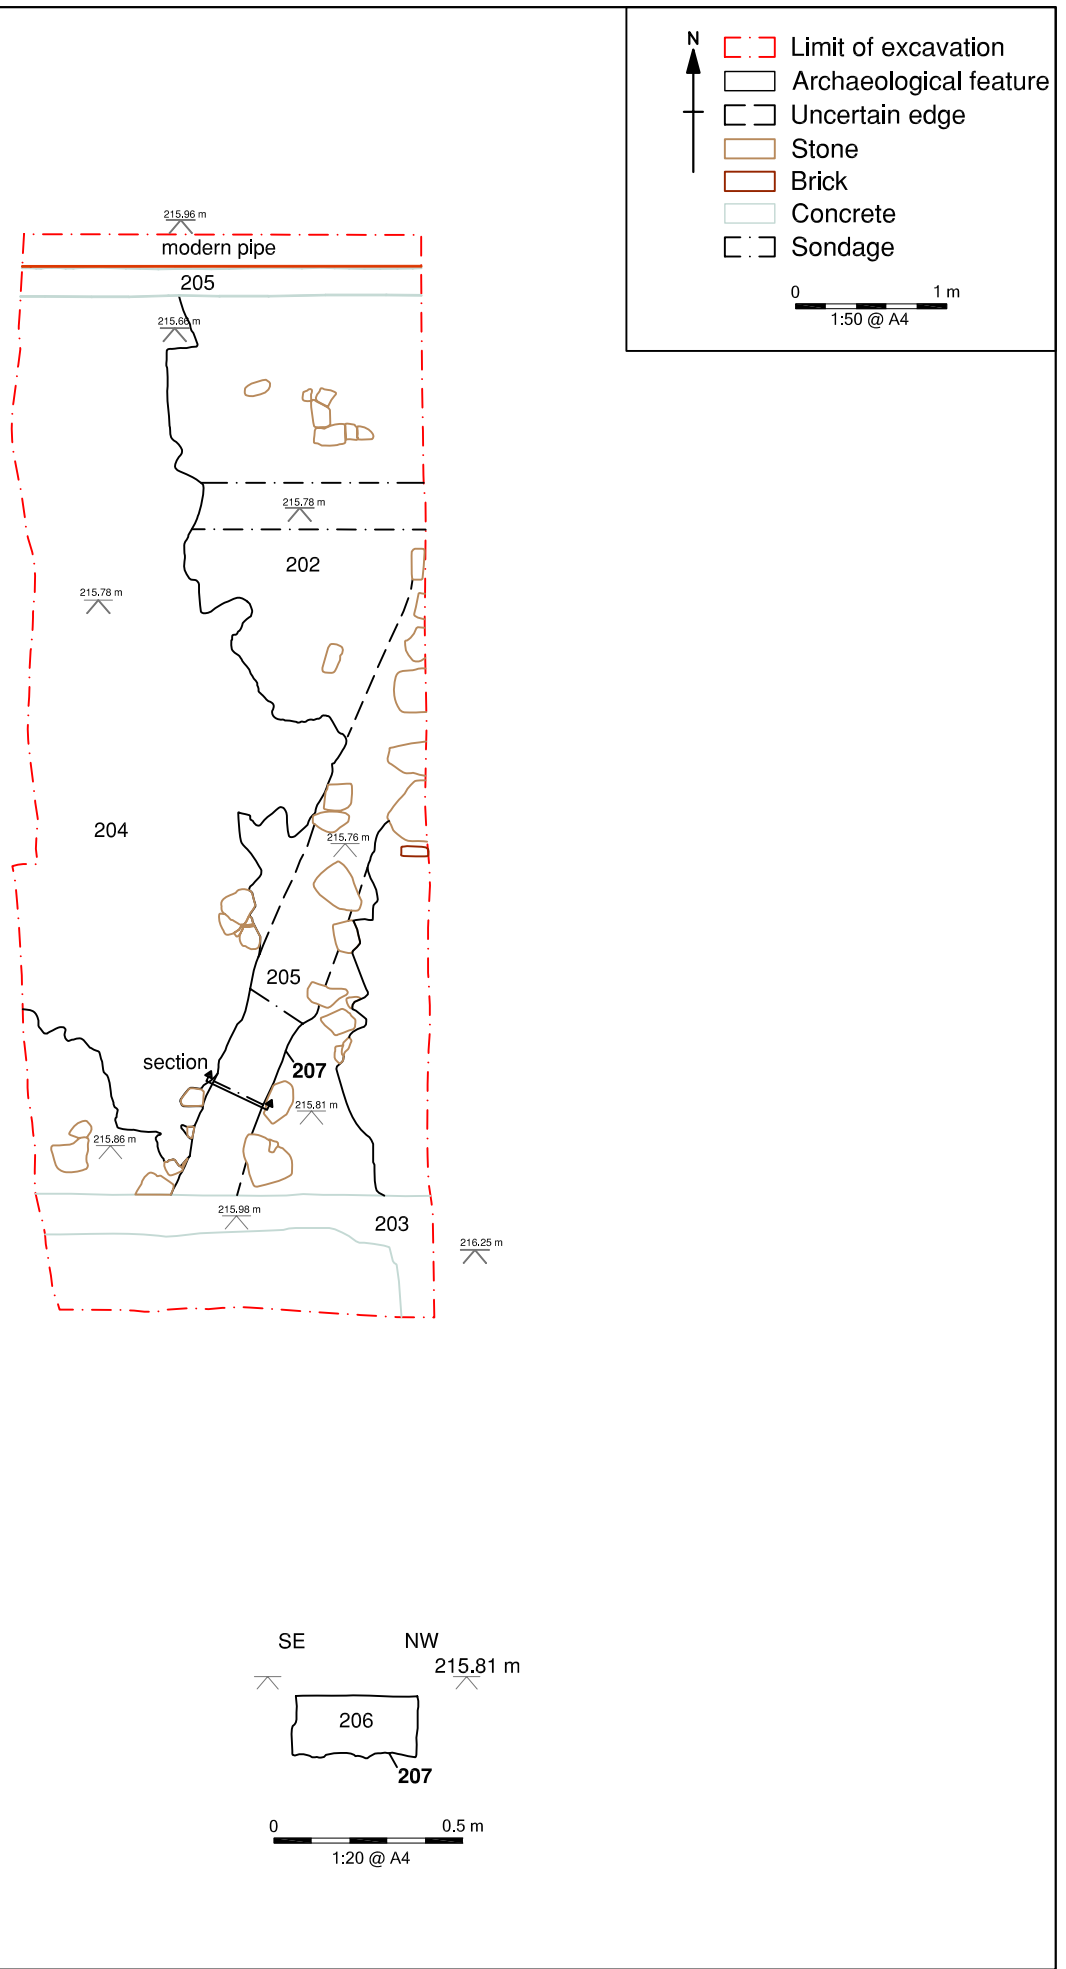 N
Limit of excavation
Archaeological feature
Uncertain edge
Stone
Brick
Concrete
Sondage
0 1 m
1:50 @ A4
215.96 m
modern pipe
205
215.66 m
215.78 m
202
215.78 m
204
215.76 m
205
section
207
215.81 m
215.86 m
215.98 m
203
216.25 m
SE NW
215.81 m
206
207
0 0.5 m
1:20 @ A4